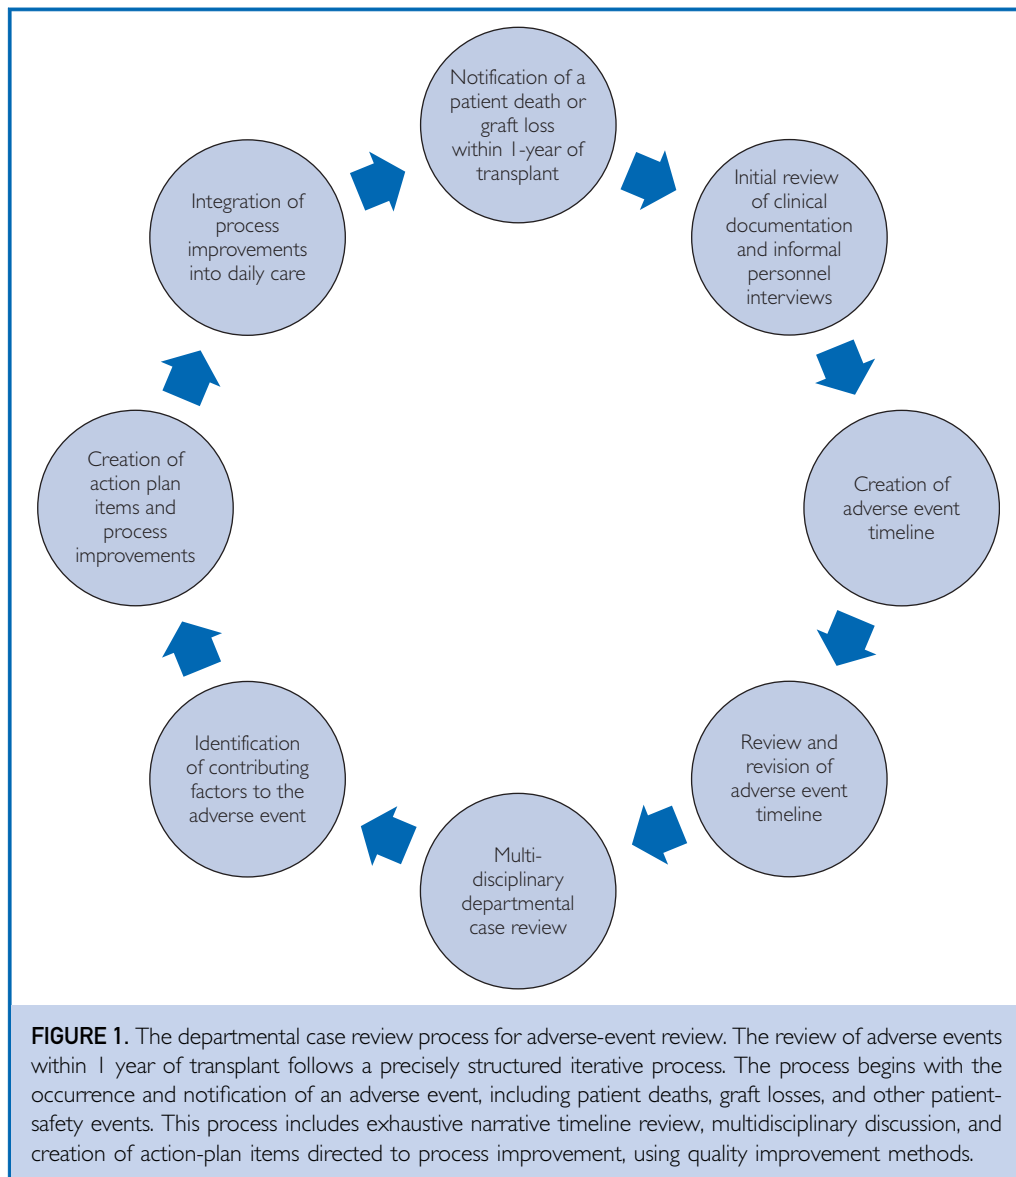 Notification of a
patient death or
graft loss
within 1-year of
transplant
Initial review
of clinical
documentation
and informal
personnel
interviews
Creation of
adverse event
timeline
Review and
revision of
adverse event
timeline
Multi-
disciplinary
departmental
case review
Identification
of contributing
factors to the
adverse event
Creation of
action plan
items and
process
improvements
Integration of
process
improvements
into daily care
FIGURE 1. The departmental case review process for adverse-event review. The review of adverse events
within 1 year of transplant follows a precisely structured iterative process. The process begins with the
occurrence and notification of an adverse event, including patient deaths, graft losses, and other patient-
safety events. This process includes exhaustive narrative timeline review, multidisciplinary discussion, and
creation of action-plan items directed to process improvement, using quality improvement methods.